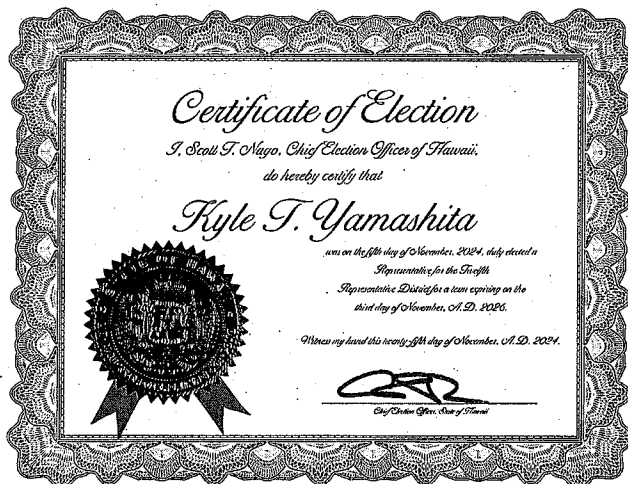 Certificate of Election
I, Scott T. Nago, Chief Election Officer of Hawaii,
do hereby certify that
Kyle T. Yamashita
was on the fifth day of November, 2024, duly elected a
Representative for the Twelfth
Representative District for a term expiring on the
third day of November, A.D. 2026.
Witness my hand this twenty-fifth day of November, A.D. 2024.
Chief Election Officer, State of Hawaii